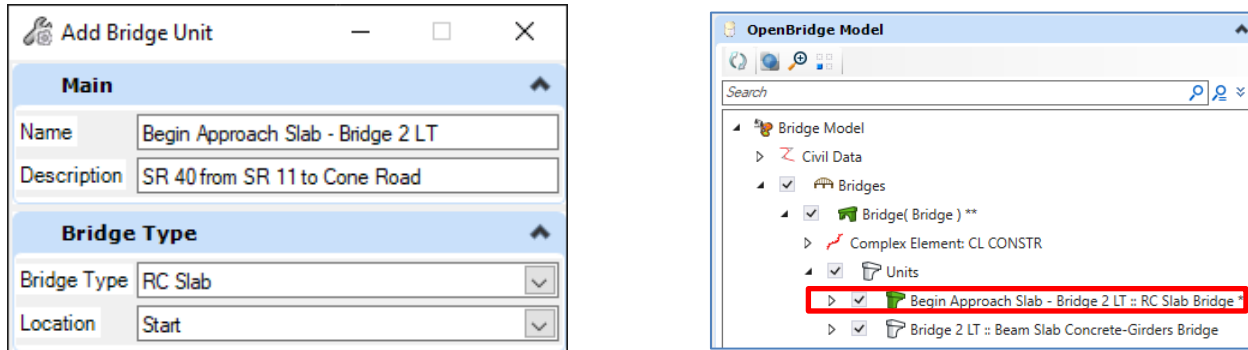 Add Bridge Unit
Main
Name Begin Approach Slab - Bridge 2 LT
Description SR 40 from SR 11 to Cone Road
Bridge Type
Bridge Type RC Slab
Location Start
OpenBridge Model
Search
Bridge Model
Civil Data
Bridges
Bridge( Bridge ) **
Complex Element: CL CONSTR
Units
Begin Approach Slab - Bridge 2 LT :: RC Slab Bridge *
Bridge 2 LT :: Beam Slab Concrete-Girders Bridge